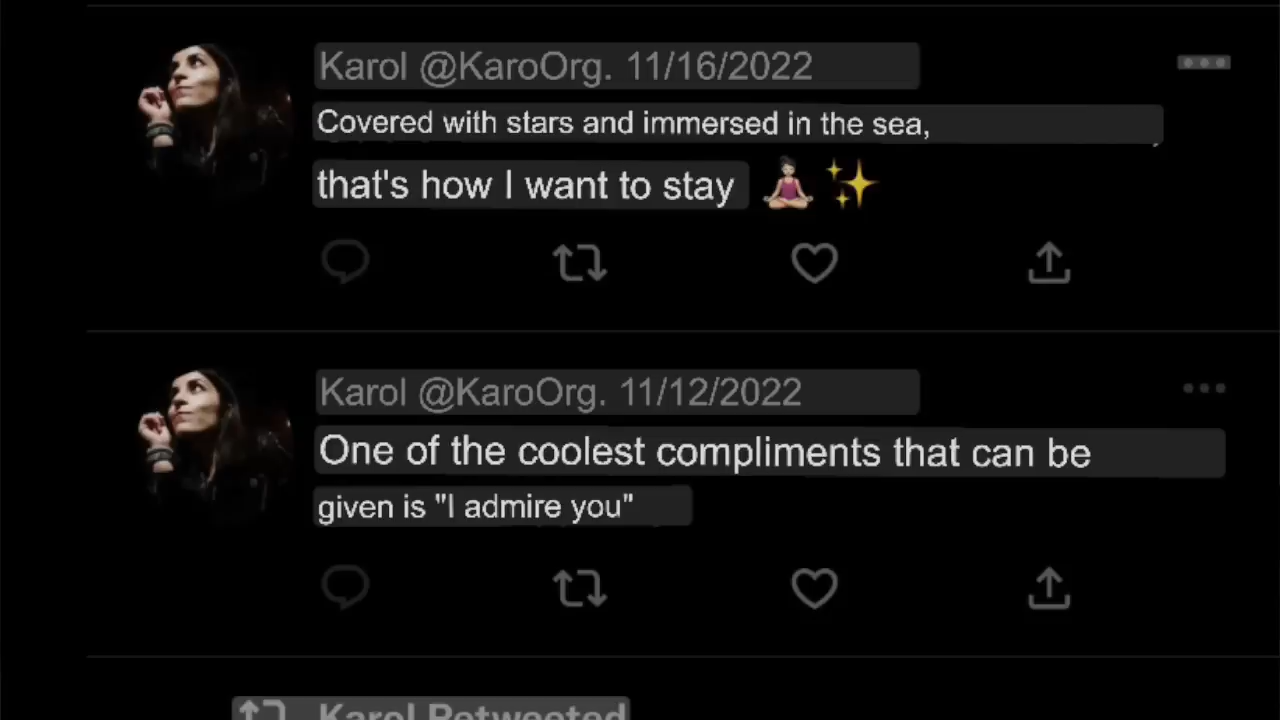 Karol @KaroOrg. 11/16/2022
Covered with stars and immersed in the sea,
that's how I want to stay 🧘🏻‍♀️ ✨
Karol @KaroOrg. 11/12/2022
One of the coolest compliments that can be
given is "I admire you"
Karol Retweeted